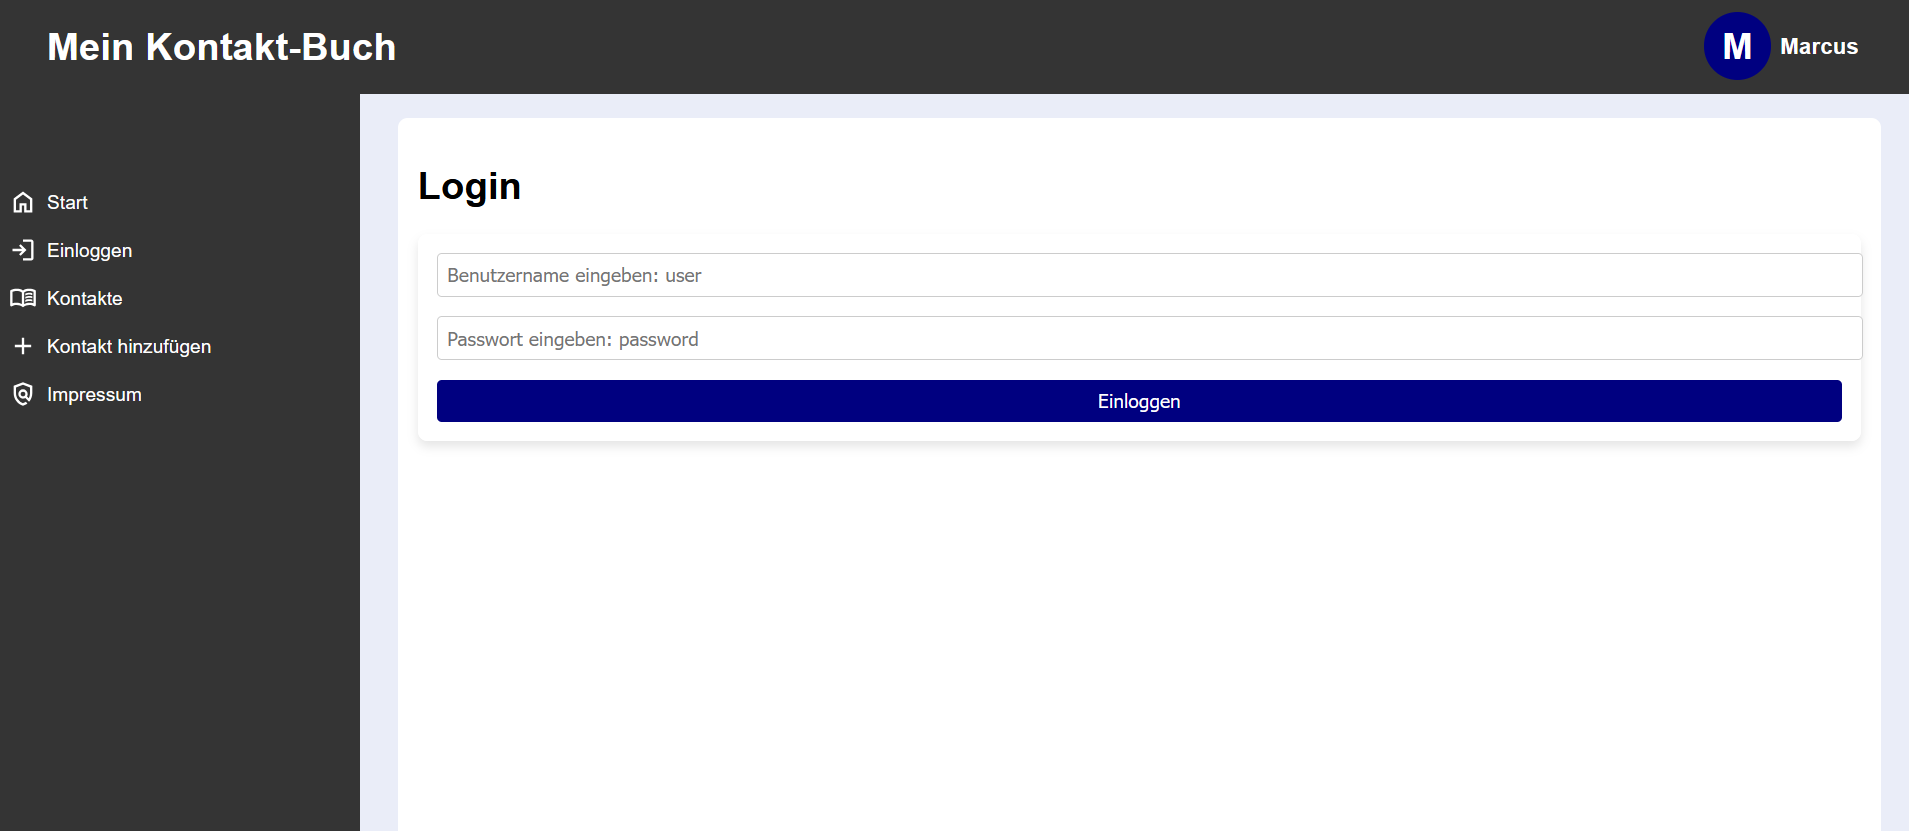 Mein Kontakt-Buch
M Marcus
Start
Einloggen
Kontakte
Kontakt hinzufügen
Impressum
Login
Benutzername eingeben: user
Passwort eingeben: password
Einloggen